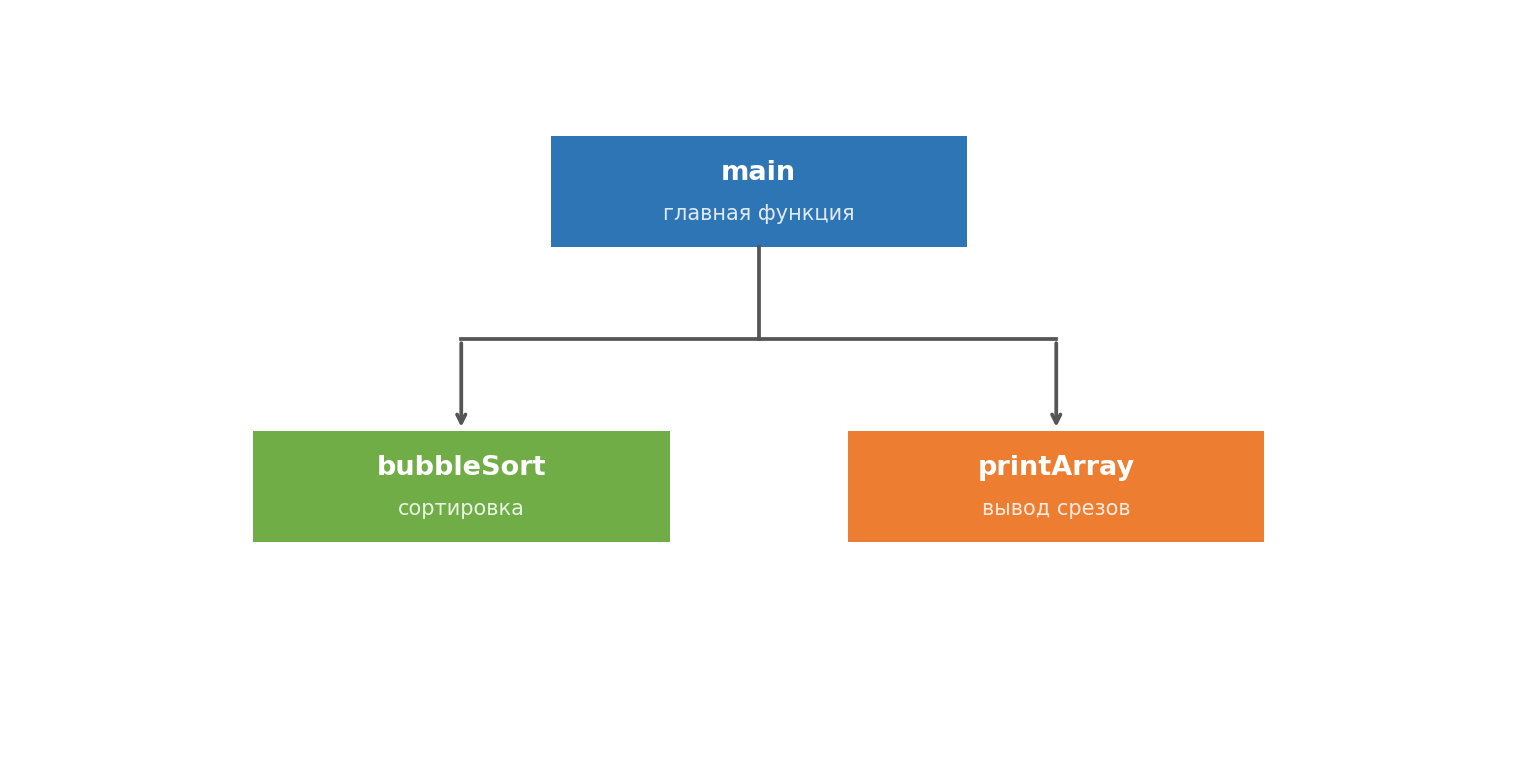 main
главная функция
bubbleSort
сортировка
printArray
вывод срезов